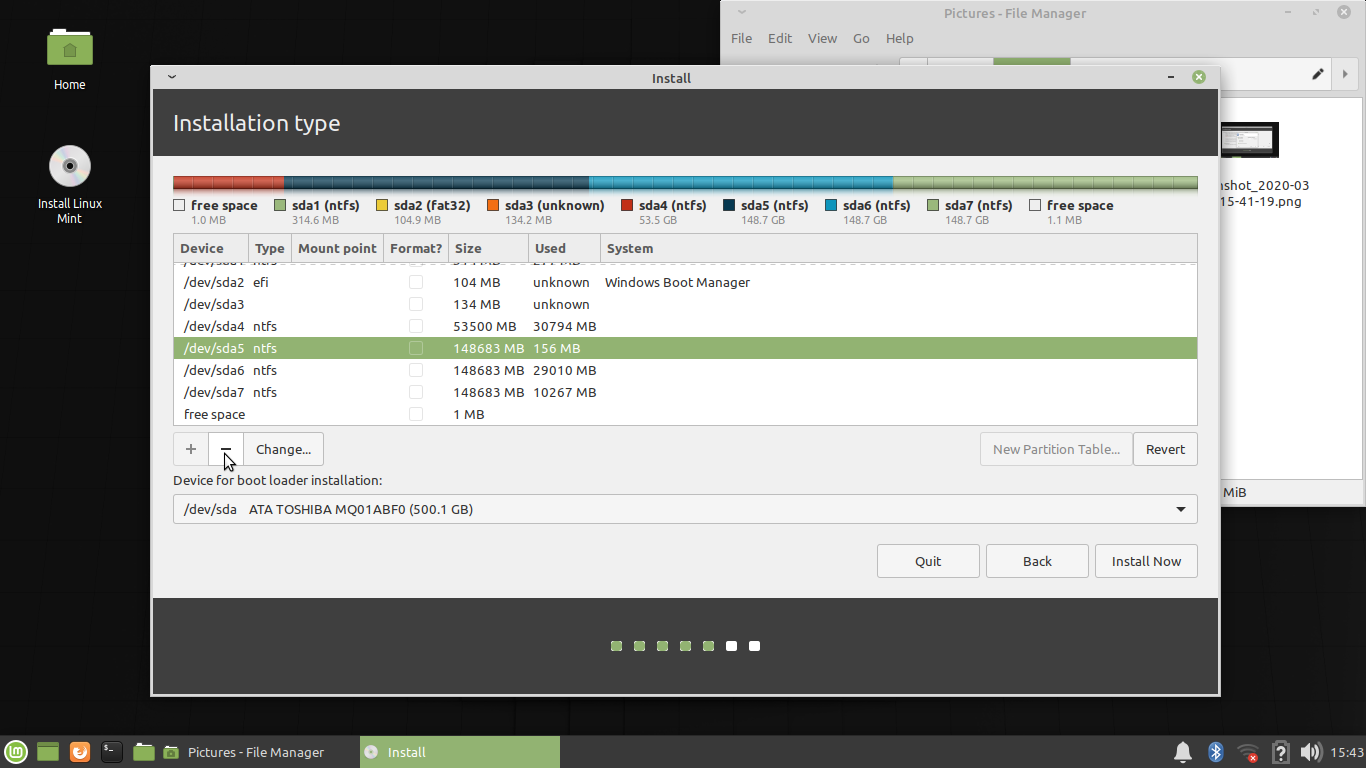 Pictures - File Manager
File Edit View Go Help
Home
Install Linux
Mint
Install
Installation type
free space sda1 (ntfs) sda2 (fat32) sda3 (unknown) sda4 (ntfs) sda5 (ntfs) sda6 (ntfs) sda7 (ntfs) free space
1.0 MB 314.6 MB 104.9 MB 134.2 MB 53.5 GB 148.7 GB 148.7 GB 148.7 GB 1.1 MB
Device Type Mount point Format? Size Used System
/dev/sda2 efi 104 MB unknown Windows Boot Manager
/dev/sda3 134 MB unknown
/dev/sda4 ntfs 53500 MB 30794 MB
/dev/sda5 ntfs 148683 MB 156 MB
/dev/sda6 ntfs 148683 MB 29010 MB
/dev/sda7 ntfs 148683 MB 10267 MB
free space 1 MB
+ − Change... New Partition Table... Revert
Device for boot loader installation:
/dev/sda ATA TOSHIBA MQ01ABF0 (500.1 GB)
Quit Back Install Now
nshot_2020-03
15-41-19.png
MiB
Pictures - File Manager Install 15:43